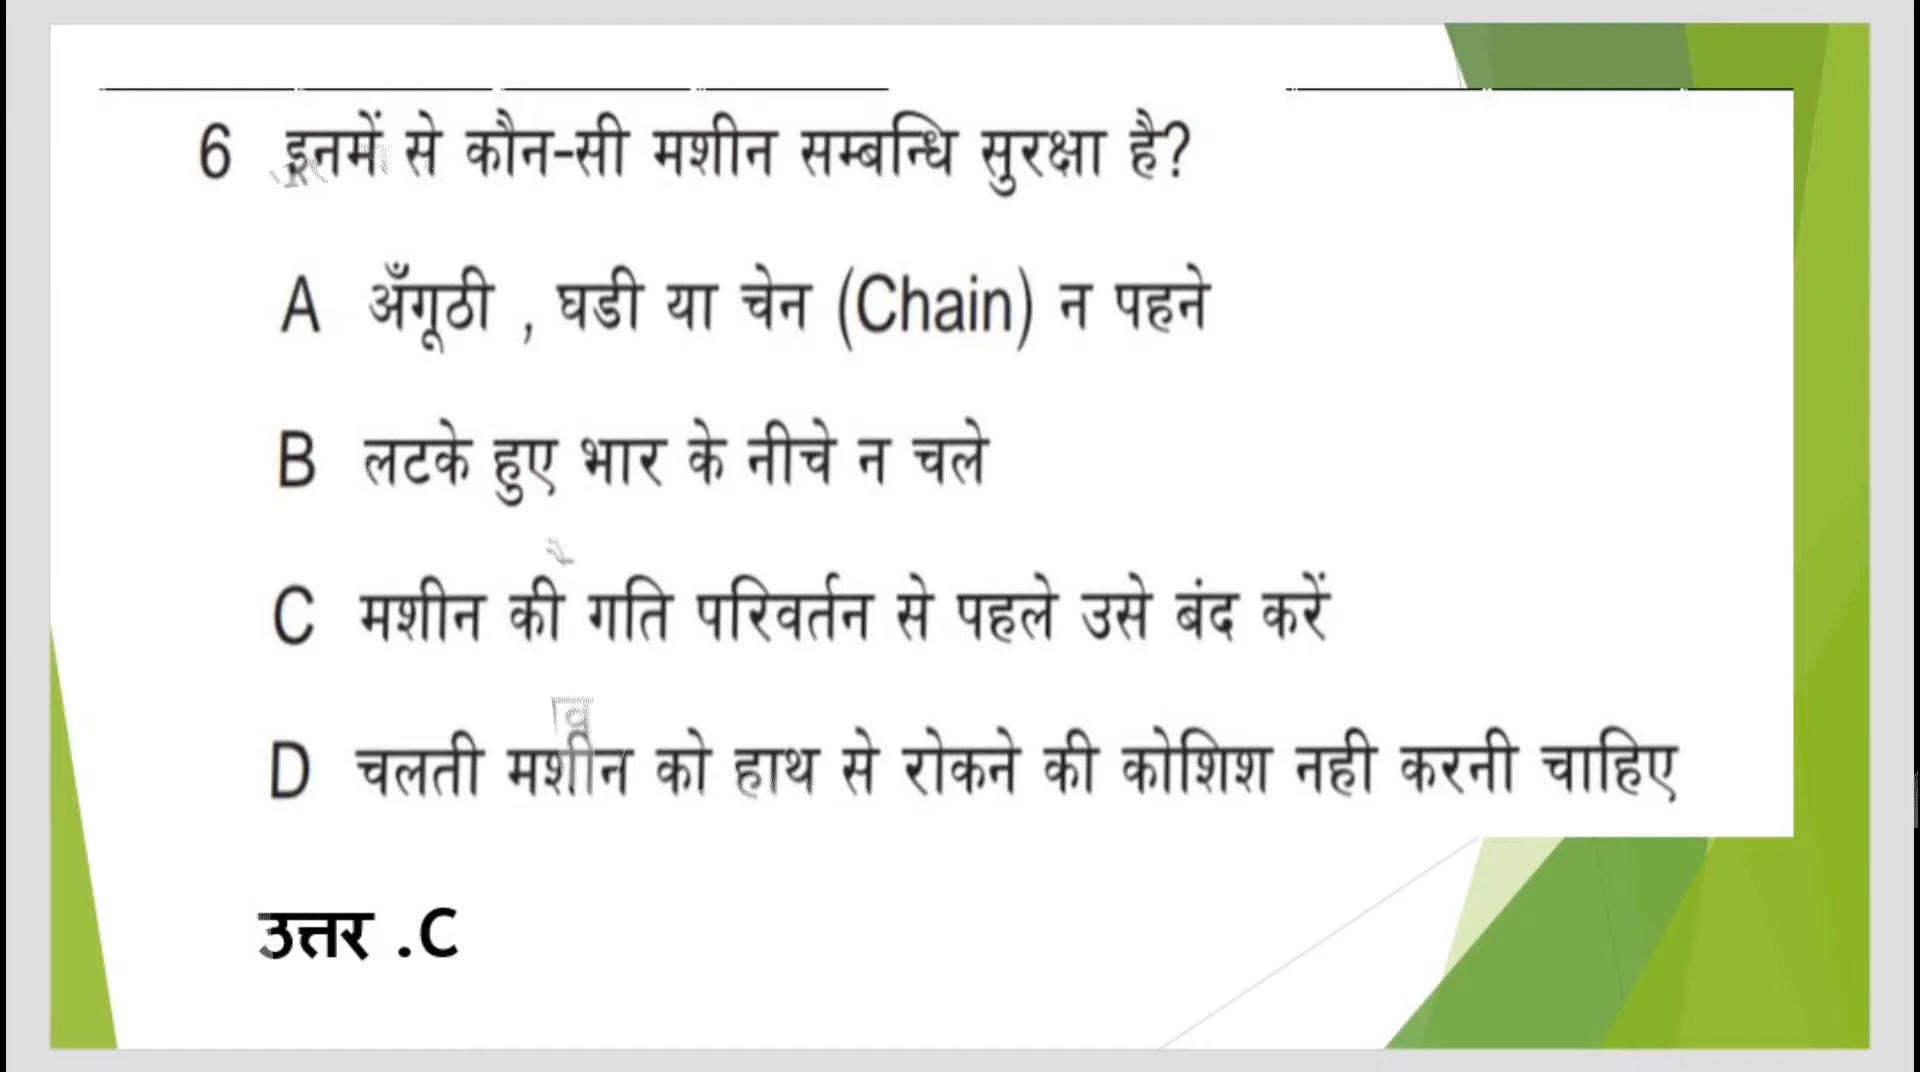 6 इनमें से कौन-सी मशीन सम्बन्धि सुरक्षा है?
A अँगूठी , घडी या चेन (Chain) न पहने
B लटके हुए भार के नीचे न चले
C मशीन की गति परिवर्तन से पहले उसे बंद करें
D चलती मशीन को हाथ से रोकने की कोशिश नही करनी चाहिए
उत्तर .C